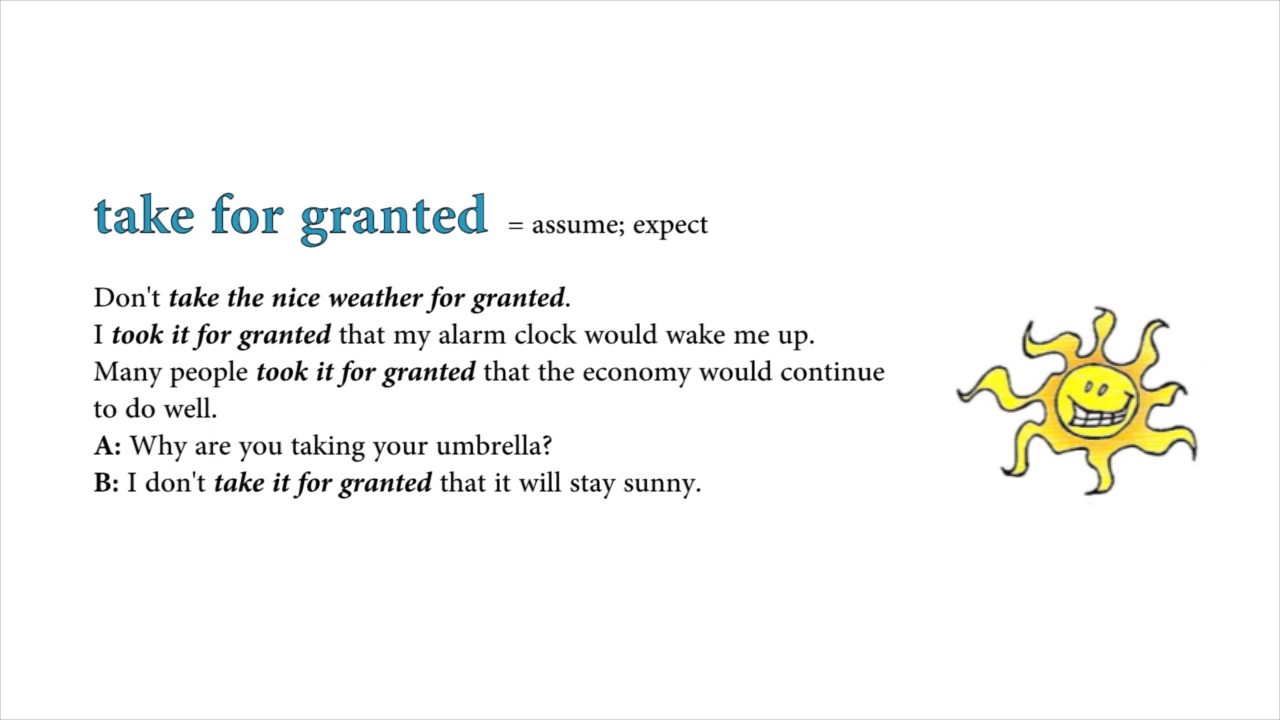 take for granted = assume; expect
Don't take the nice weather for granted.
I took it for granted that my alarm clock would wake me up.
Many people took it for granted that the economy would continue
to do well.
A: Why are you taking your umbrella?
B: I don't take it for granted that it will stay sunny.